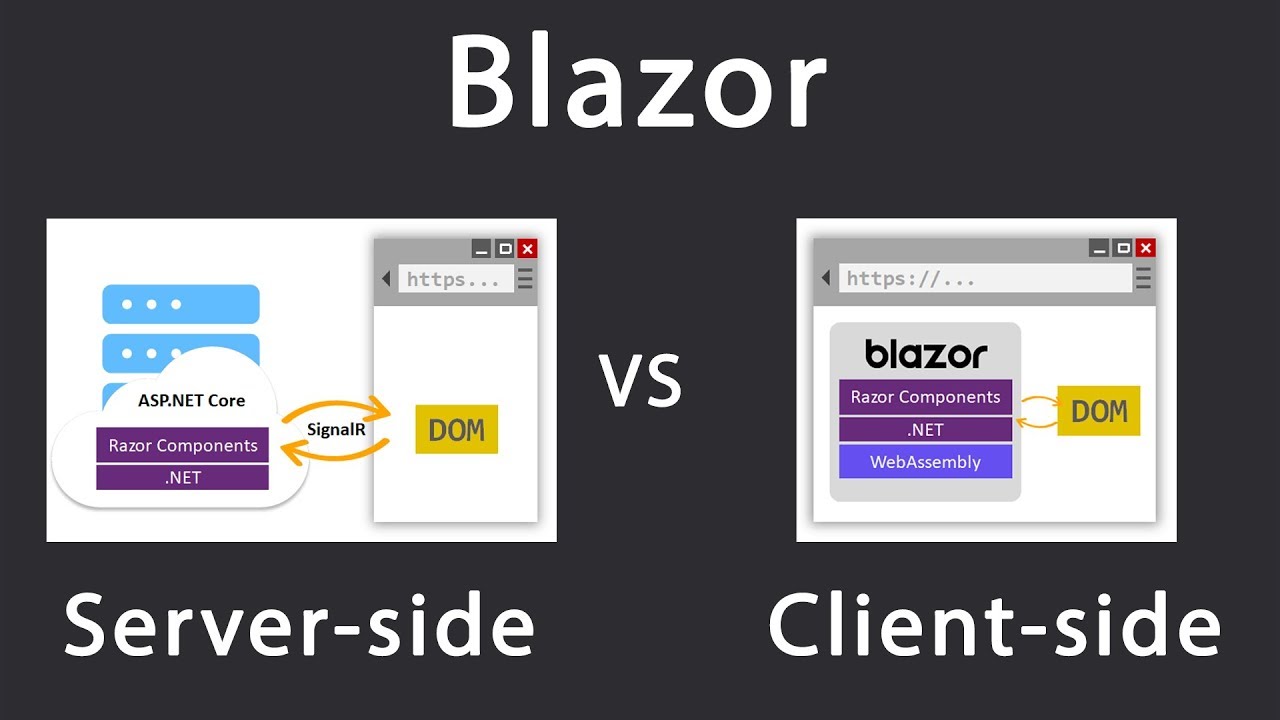 Blazor
https...
ASP.NET Core
Razor Components
.NET
SignalR
DOM
vs
https://...
blazor
Razor Components
.NET
WebAssembly
DOM
Server-side
Client-side